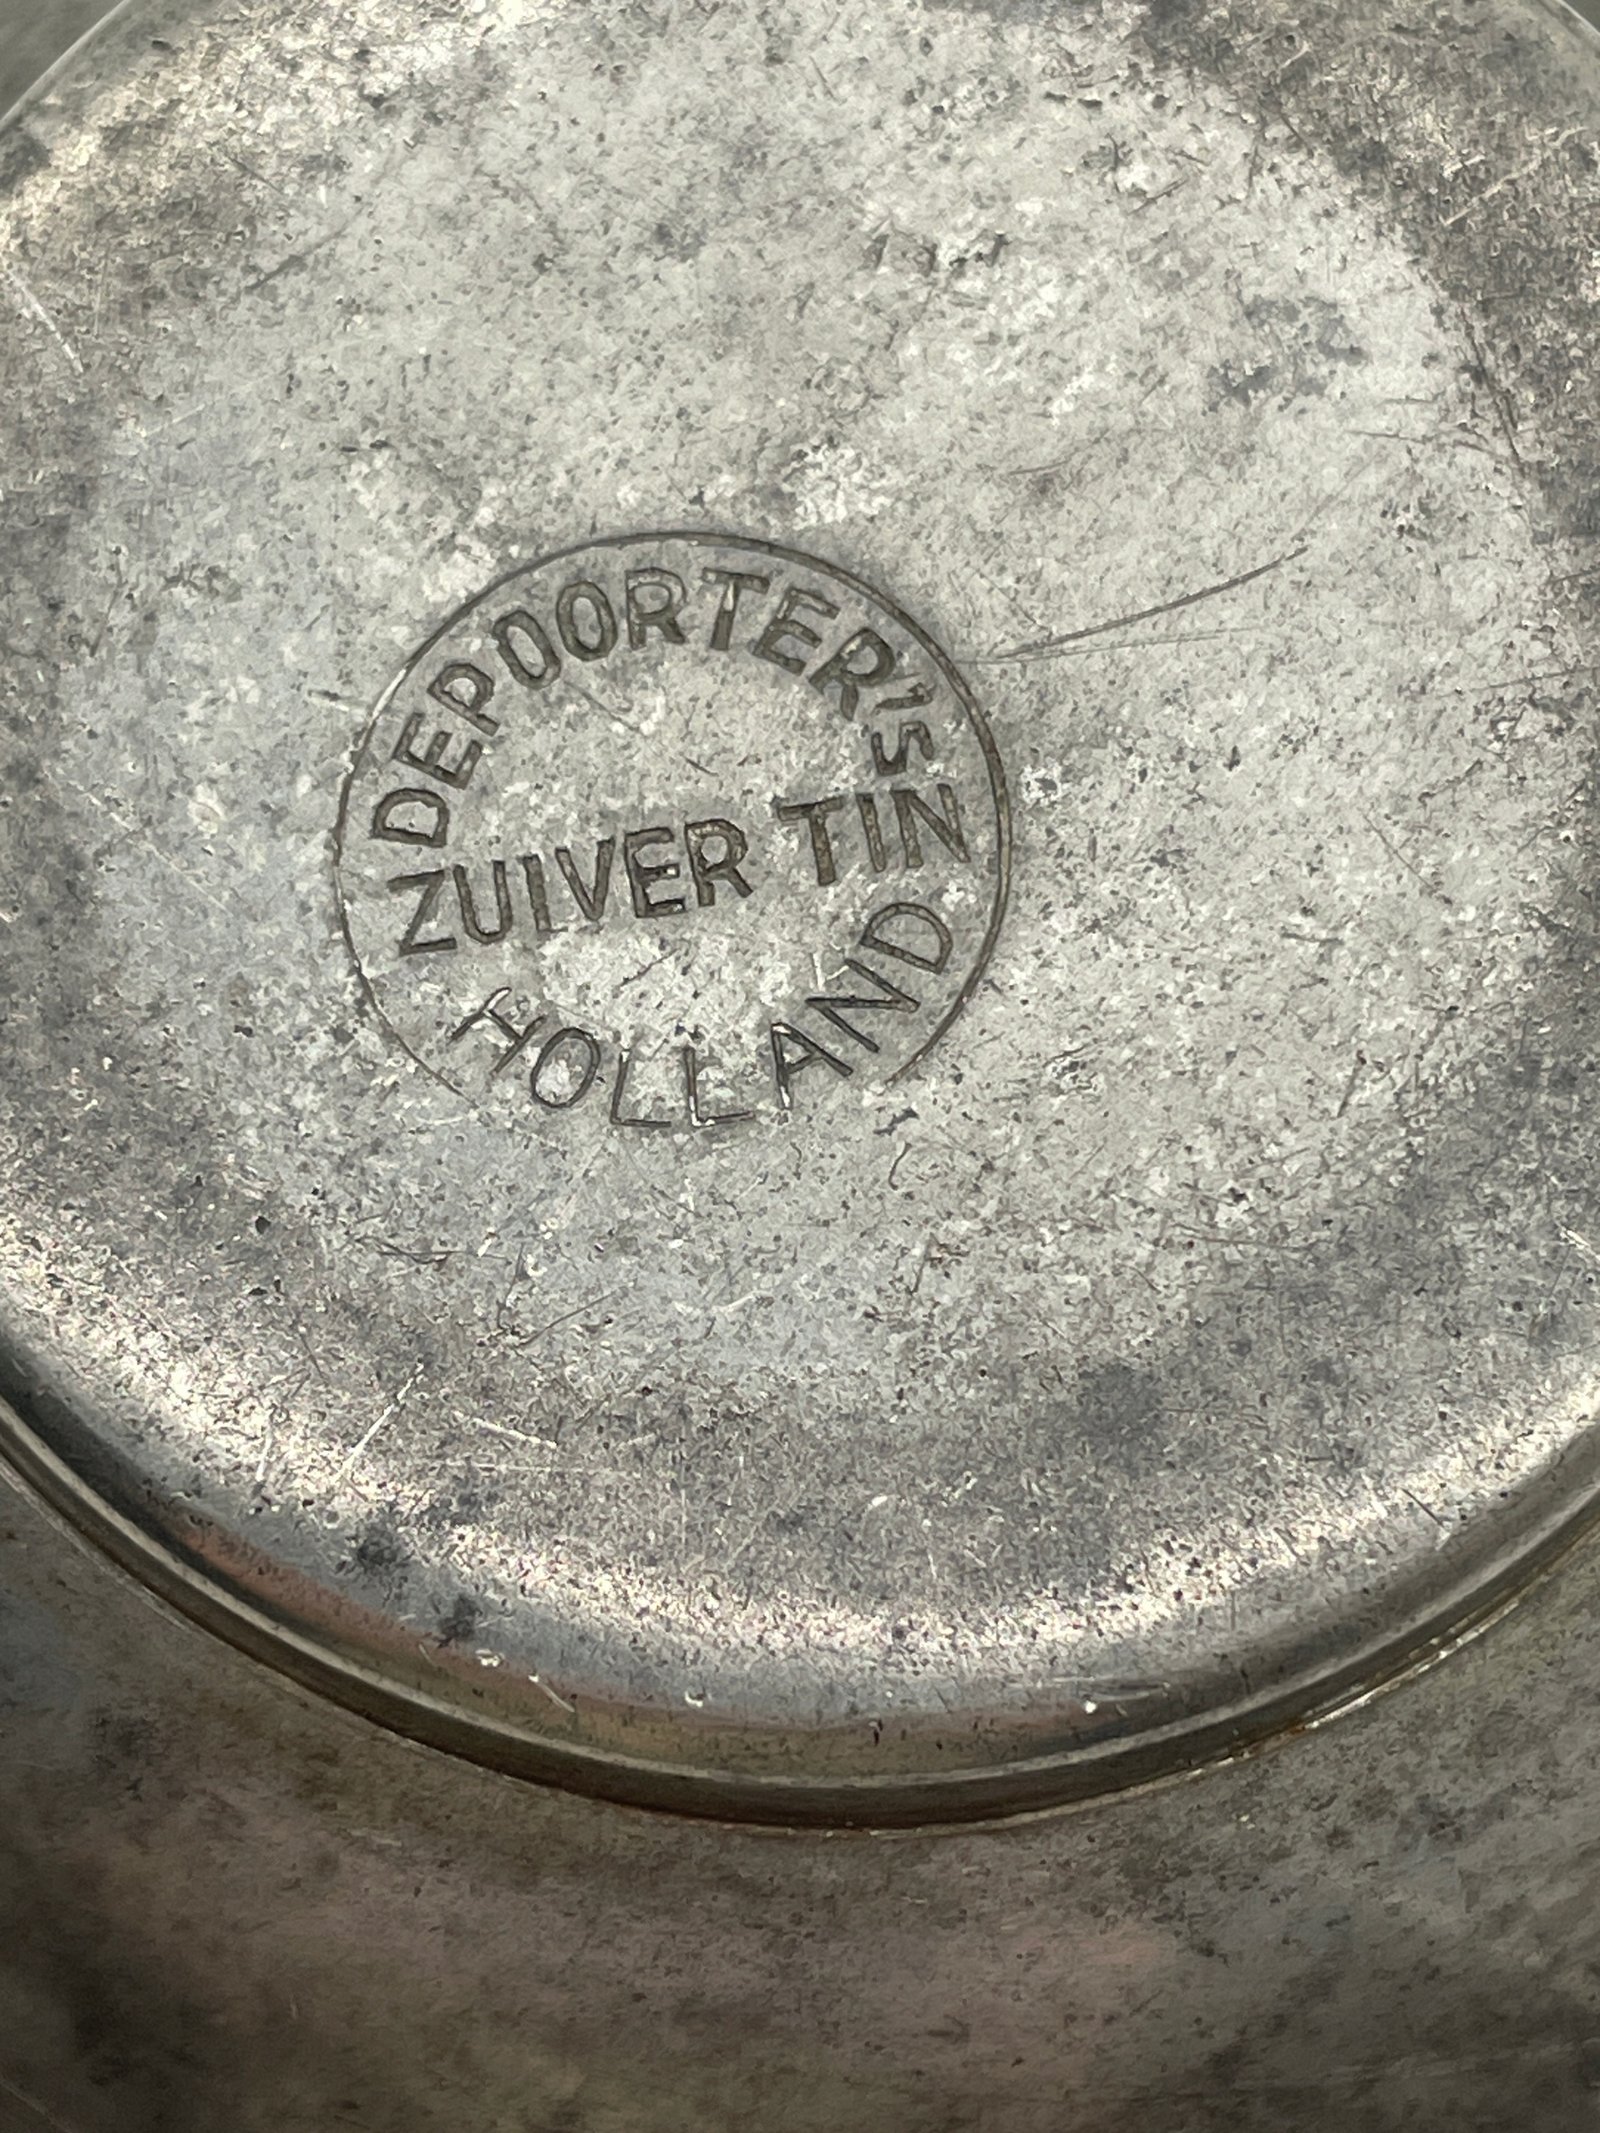 DEPOORTER'S
ZUIVER TIN
HOLLAND